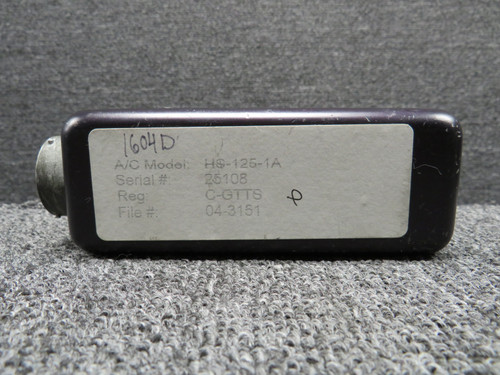 1604D
A/C Model: HS-125-1A
Serial #: 25108
Reg C-GTTS
File #: 04-3151